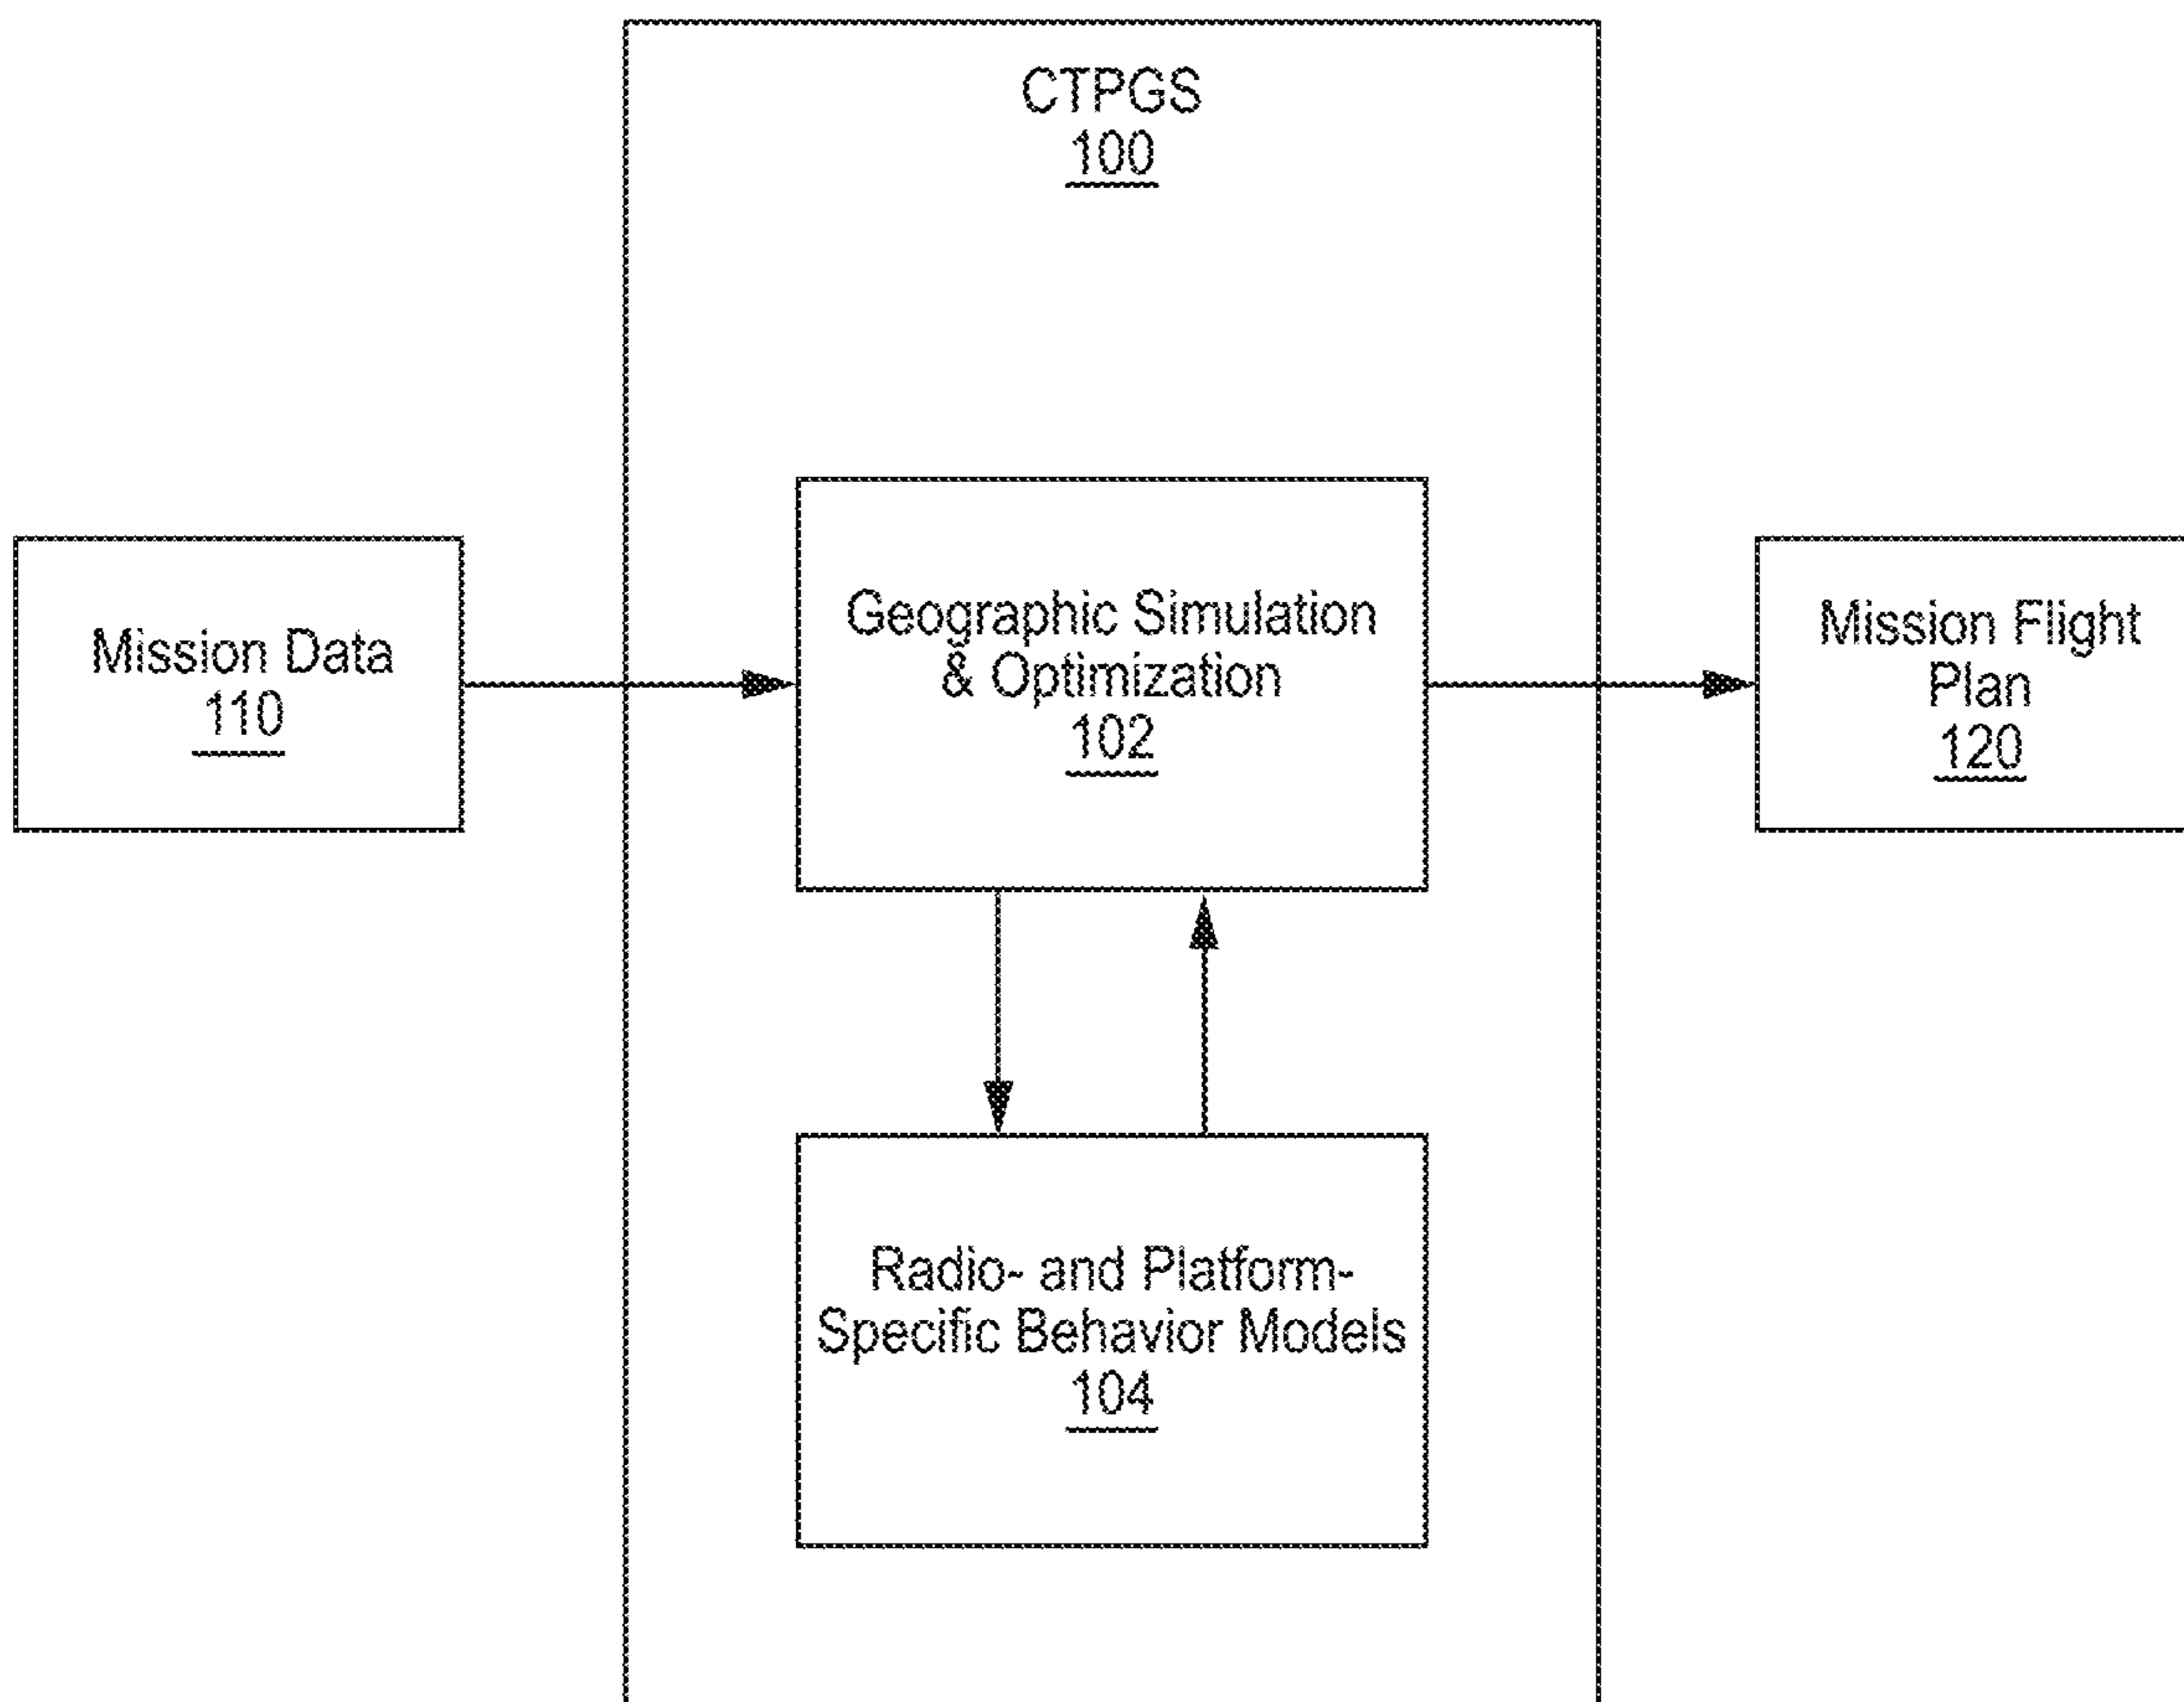 CTPGS
100
Mission Data
110
Geographic Simulation
& Optimization
102
Mission Flight
Plan
120
Radio- and Platform-
Specific Behavior Models
104